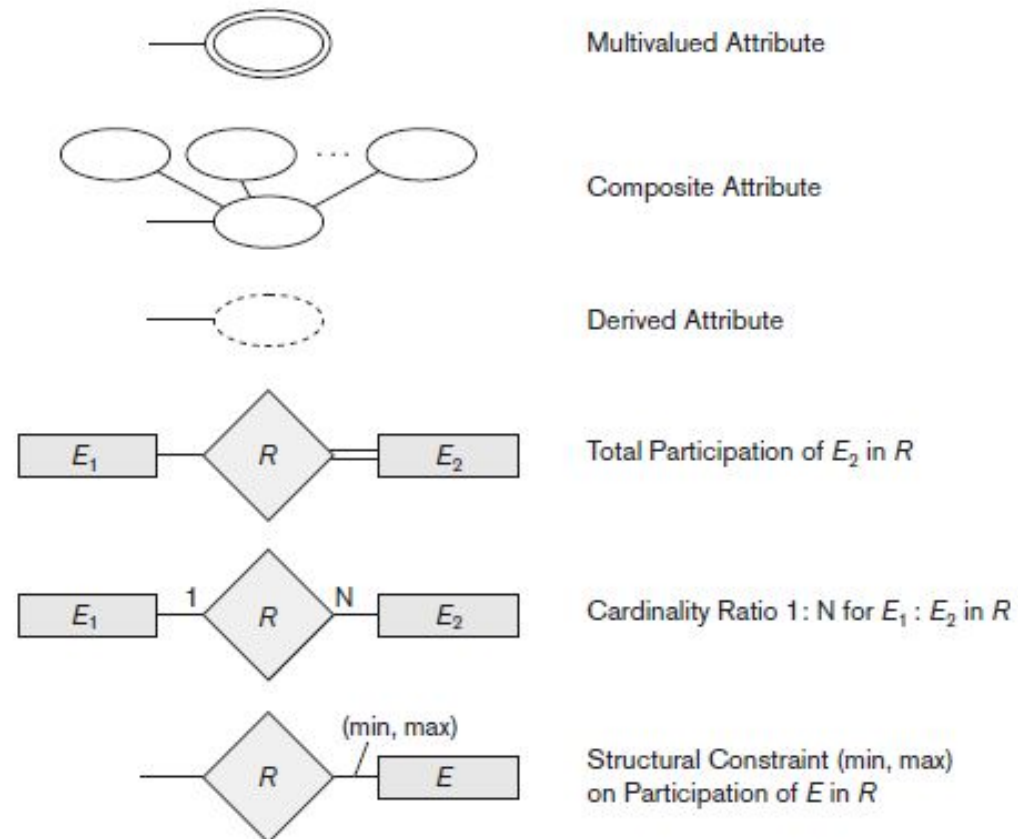 Multivalued Attribute
. . .
Composite Attribute
Derived Attribute
E₁ R E₂
Total Participation of E₂ in R
E₁ 1 R N E₂
Cardinality Ratio 1: N for E₁ : E₂ in R
(min, max)
R E
Structural Constraint (min, max)
on Participation of E in R